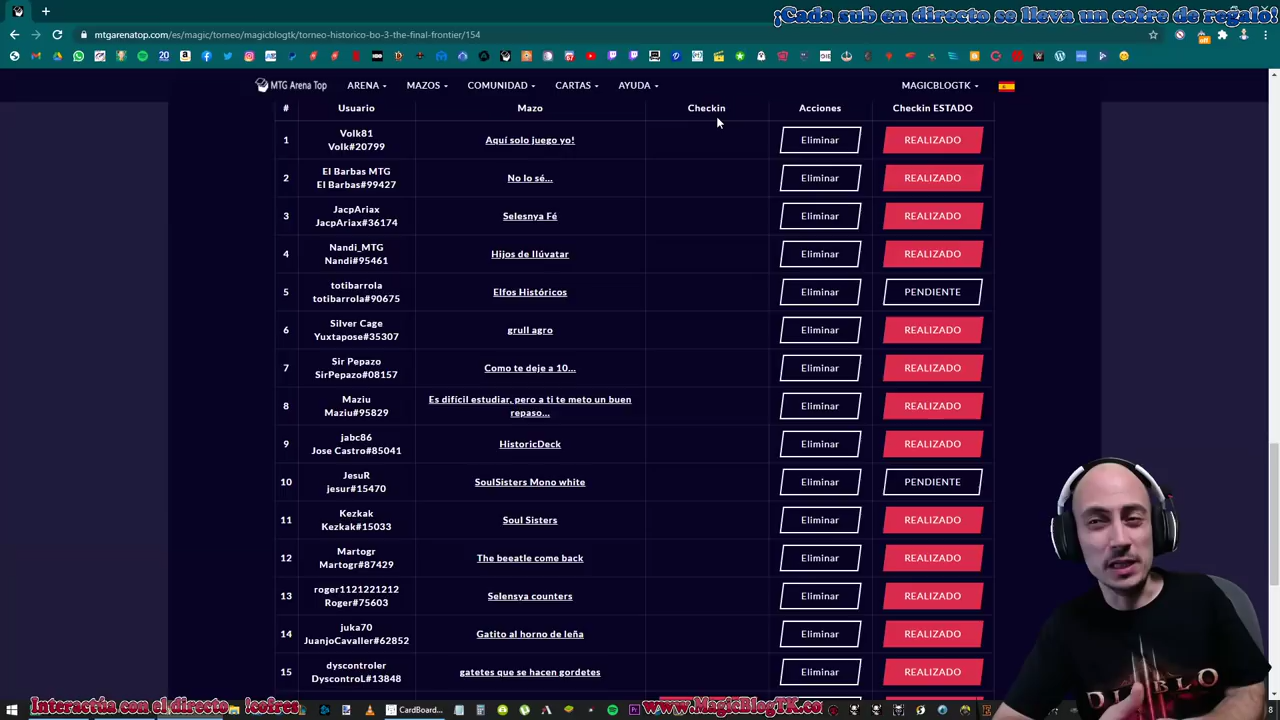 ¡Cada sub en directo se lleva un cofre de regalo!
mtgarenatop.com/es/magic/torneo/magicblogtk/torneo-historico-bo-3-the-final-frontier/154
MTG Arena Top ARENA MAZOS COMUNIDAD CARTAS AYUDA MAGICBLOGTK
# Usuario Mazo Checkin Acciones Checkin ESTADO
1 Volk81 Aquí solo juego yo! Eliminar REALIZADO
Volk#20799
2 El Barbas MTG No lo sé... Eliminar REALIZADO
El Barbas#99427
3 JacpAriax Selesnya Fé Eliminar REALIZADO
JacpAriax#36174
4 Nandi_MTG Hijos de Ilúvatar Eliminar REALIZADO
Nandi#95461
5 totibarrola Elfos Históricos Eliminar PENDIENTE
totibarrola#90675
6 Silver Cage grull agro Eliminar REALIZADO
Yuxtapose#35307
7 Sir Pepazo Como te deje a 10... Eliminar REALIZADO
SirPepazo#08157
8 Maziu Es difícil estudiar, pero a ti te meto un buen repaso... Eliminar REALIZADO
Maziu#95829
9 jabc86 HistoricDeck Eliminar REALIZADO
Jose Castro#85041
10 JesuR SoulSisters Mono white Eliminar PENDIENTE
jesur#15470
11 Kezkak Soul Sisters Eliminar REALIZADO
Kezkak#15033
12 Martogr The beeatle come back Eliminar REALIZADO
Martogr#87429
13 roger1121221212 Selensya counters Eliminar REALIZADO
Roger#75603
14 juka70 Gatito al horno de leña Eliminar REALIZADO
JuanjoCavaller#62852
15 dyscontroler gatetes que se hacen gordetes Eliminar REALIZADO
DyscontroL#13848
DIABLO
Interactúa con el directo !cofres
CardBoard...
www.MagicBlogTK.co